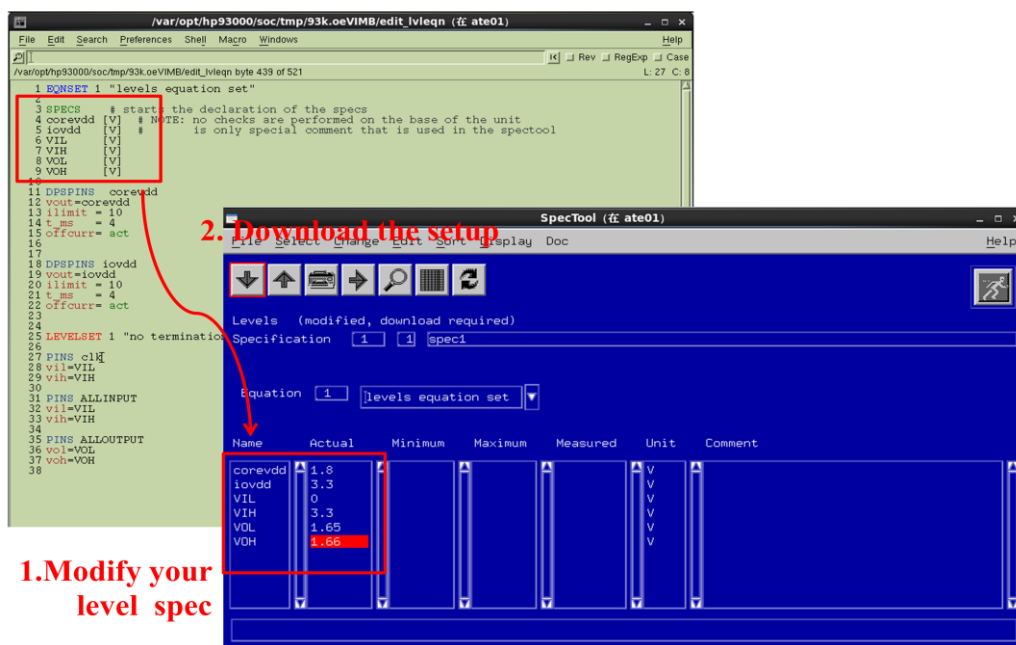 /var/opt/hp93000/soc/tmp/93k.oeVIMB/edit_lvleqn (在 ate01)
File Edit Search Preferences Shell Macro Windows Help
Rev RegExp Case
/var/opt/hp93000/soc/tmp/93k.oeVIMB/edit_lvleqn byte 439 of 521 L: 27 C: 8
1 EQNSET 1 "levels equation set"
2
3 SPECS # starts the declaration of the specs
4 corevdd [V] # NOTE: no checks are performed on the base of the unit
5 iovdd [V] # is only special comment that is used in the spectool
6 VIL [V]
7 VIH [V]
8 VOL [V]
9 VOH [V]
10
11 DPSPINS corevdd
12 vout=corevdd
13 ilimit = 10
14 t_ms = 4
15 offcurr= act
16
17
18 DPSPINS iovdd
19 vout=iovdd
20 ilimit = 10
21 t_ms = 4
22 offcurr= act
23
24
25 LEVELSET 1 "no termination
26
27 PINS clk
28 vil=VIL
29 vih=VIH
30
31 PINS ALLINPUT
32 vil=VIL
33 vih=VIH
34
35 PINS ALLOUTPUT
36 vol=VOL
37 voh=VOH
38
1.Modify your
level spec
SpecTool (在 ate01)
2. Download the setup
File Select Change Edit Sort Display Doc Help
Levels (modified, download required)
Specification 1 1 spec1
Equation 1 levels equation set
Name Actual Minimum Maximum Measured Unit Comment
corevdd 1.8 V
iovdd 3.3 V
VIL 0 V
VIH 3.3 V
VOL 1.65 V
VOH 1.66 V